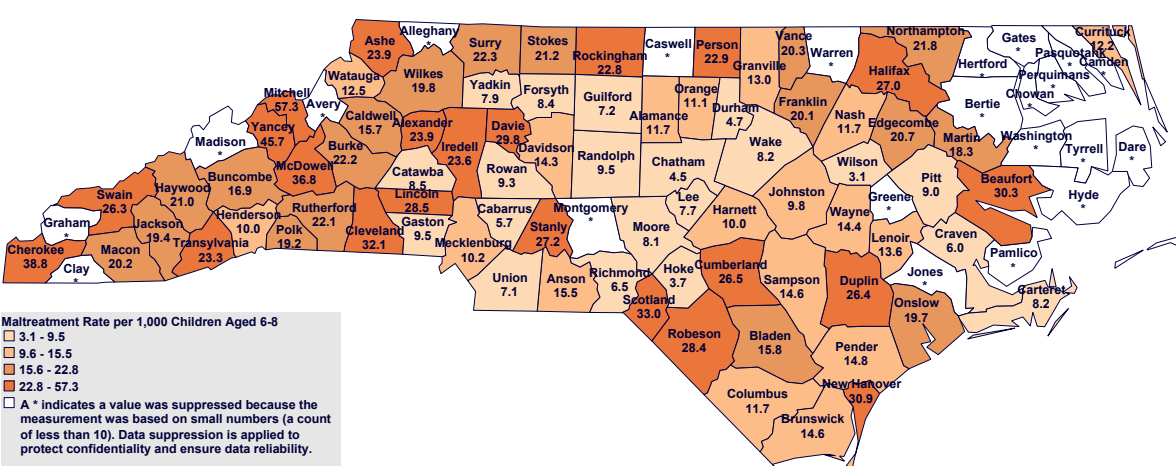 Alleghany
*
Ashe
23.9
Surry
22.3
Stokes
21.2
Rockingham
22.8
Caswell
*
Person
22.9
Granville
13.0
Vance
20.3
Warren
*
Northampton
21.8
Halifax
27.0
Hertford
*
Gates
*
Pasquotank
*
Currituck
12.2
Camden
*
Perquimans
*
Chowan
*
Bertie
*
Watauga
12.5
Wilkes
19.8
Yadkin
7.9
Forsyth
8.4
Guilford
7.2
Alamance
11.7
Orange
11.1
Durham
4.7
Franklin
20.1
Nash
11.7
Edgecombe
20.7
Martin
18.3
Washington
*
Tyrrell
*
Dare
*
Mitchell
57.3
Avery
*
Yancey
45.7
Madison
*
Caldwell
15.7
Alexander
23.9
Iredell
23.6
Davie
29.8
Davidson
14.3
Randolph
9.5
Chatham
4.5
Wake
8.2
Wilson
3.1
Pitt
9.0
Beaufort
30.3
Hyde
*
McDowell
36.8
Burke
22.2
Catawba
8.5
Rowan
9.3
Buncombe
16.9
Haywood
21.0
Swain
26.3
Graham
*
Cherokee
38.8
Clay
*
Macon
20.2
Jackson
19.4
Transylvania
23.3
Henderson
10.0
Polk
19.2
Rutherford
22.1
Cleveland
32.1
Lincoln
28.5
Gaston
9.5
Mecklenburg
10.2
Cabarrus
5.7
Stanly
27.2
Montgomery
*
Moore
8.1
Lee
7.7
Harnett
10.0
Johnston
9.8
Wayne
14.4
Greene
*
Lenoir
13.6
Craven
6.0
Pamlico
*
Jones
*
Carteret
8.2
Onslow
19.7
Duplin
26.4
Sampson
14.6
Cumberland
26.5
Hoke
3.7
Richmond
6.5
Scotland
33.0
Anson
15.5
Union
7.1
Robeson
28.4
Bladen
15.8
Pender
14.8
New Hanover
30.9
Columbus
11.7
Brunswick
14.6
Maltreatment Rate per 1,000 Children Aged 6-8
3.1 - 9.5
9.6 - 15.5
15.6 - 22.8
22.8 - 57.3
A * indicates a value was suppressed because the
measurement was based on small numbers (a count
of less than 10). Data suppression is applied to
protect confidentiality and ensure data reliability.